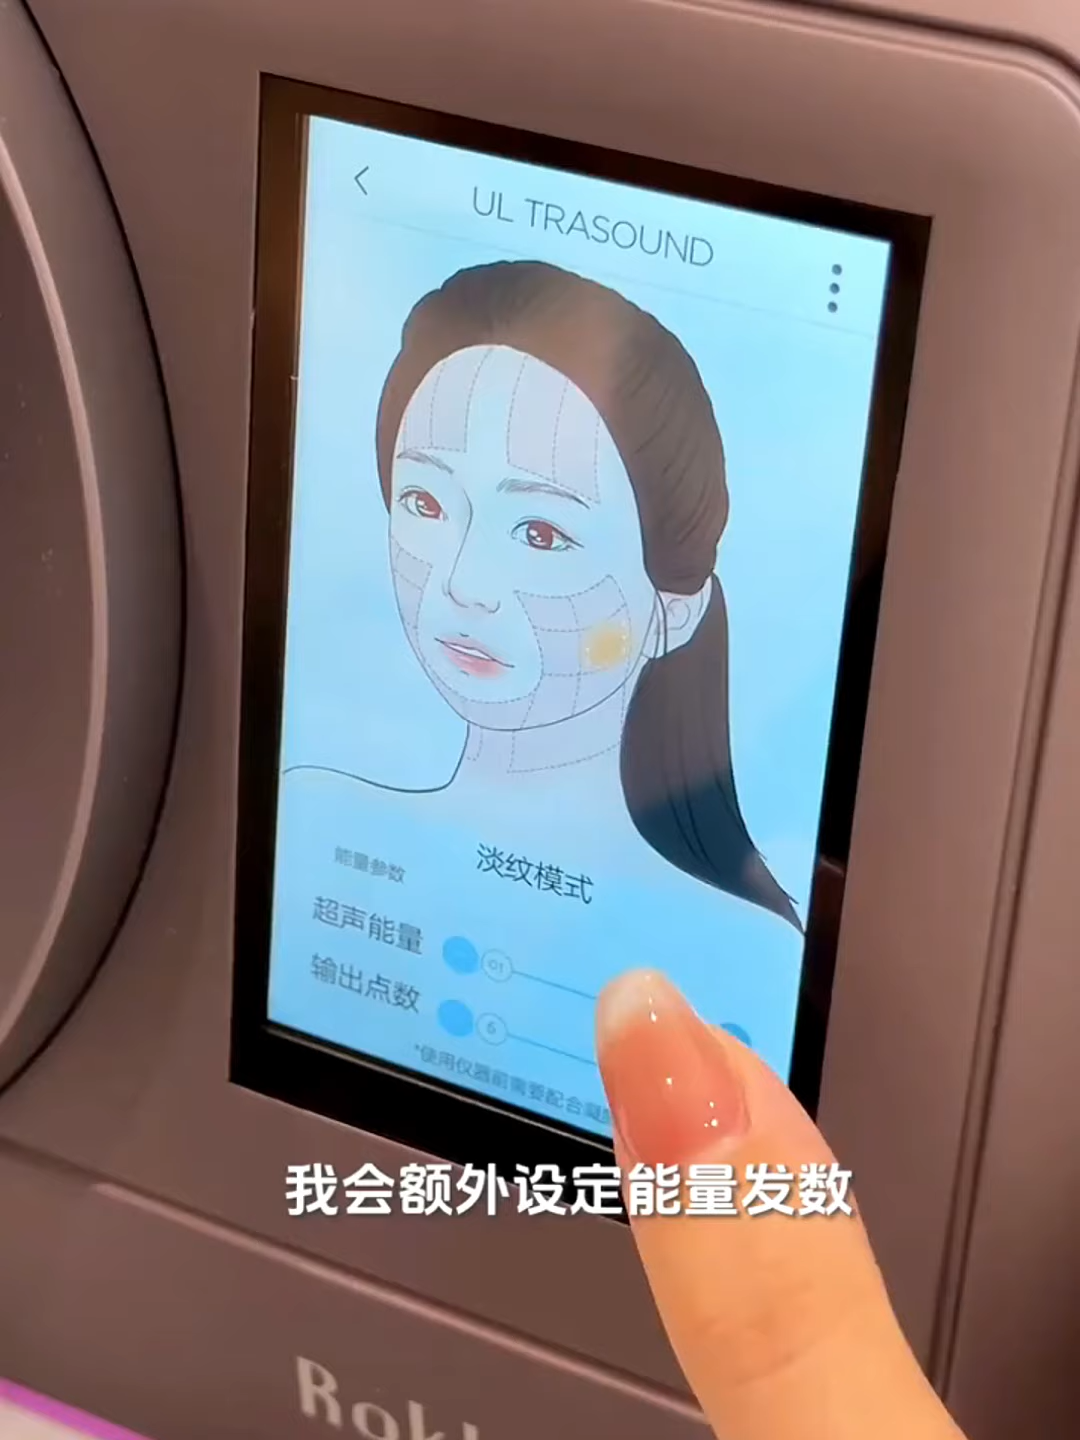 UL TRASOUND
能量参数
淡纹模式
超声能量
01
输出点数
6
*使用仪器前需要配合凝
我会额外设定能量发数
Rok